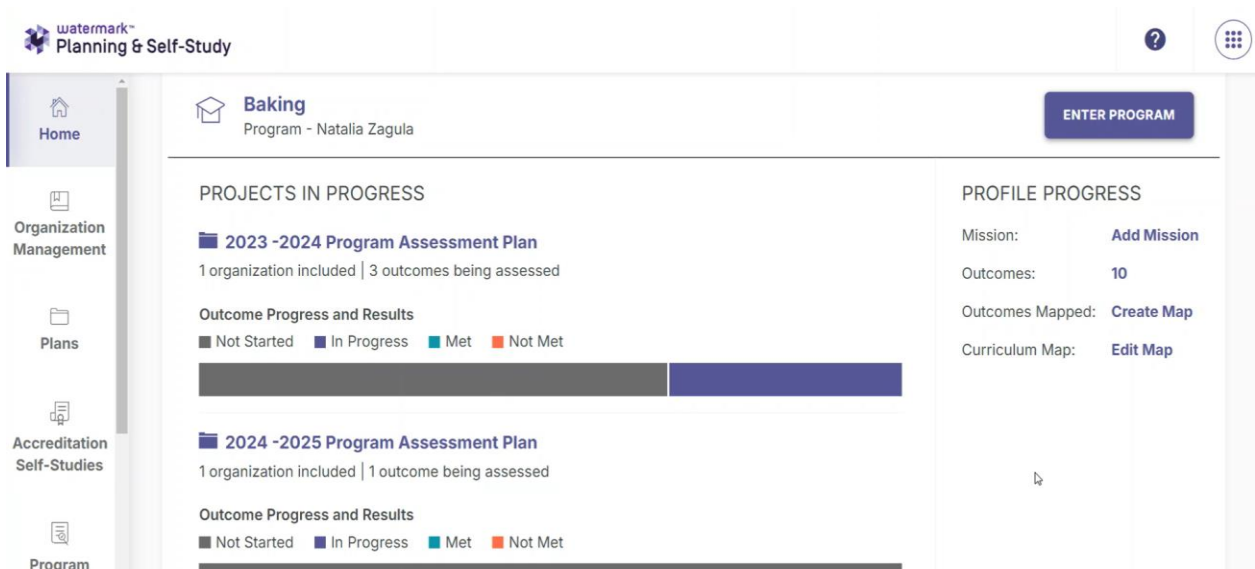 watermark™
Planning & Self-Study
?
Home
Organization
Management
Plans
Accreditation
Self-Studies
Program
Baking
Program - Natalia Zagula
ENTER PROGRAM
PROJECTS IN PROGRESS
2023 -2024 Program Assessment Plan
1 organization included | 3 outcomes being assessed
Outcome Progress and Results
Not Started In Progress Met Not Met
2024 -2025 Program Assessment Plan
1 organization included | 1 outcome being assessed
Outcome Progress and Results
Not Started In Progress Met Not Met
PROFILE PROGRESS
Mission: Add Mission
Outcomes: 10
Outcomes Mapped: Create Map
Curriculum Map: Edit Map